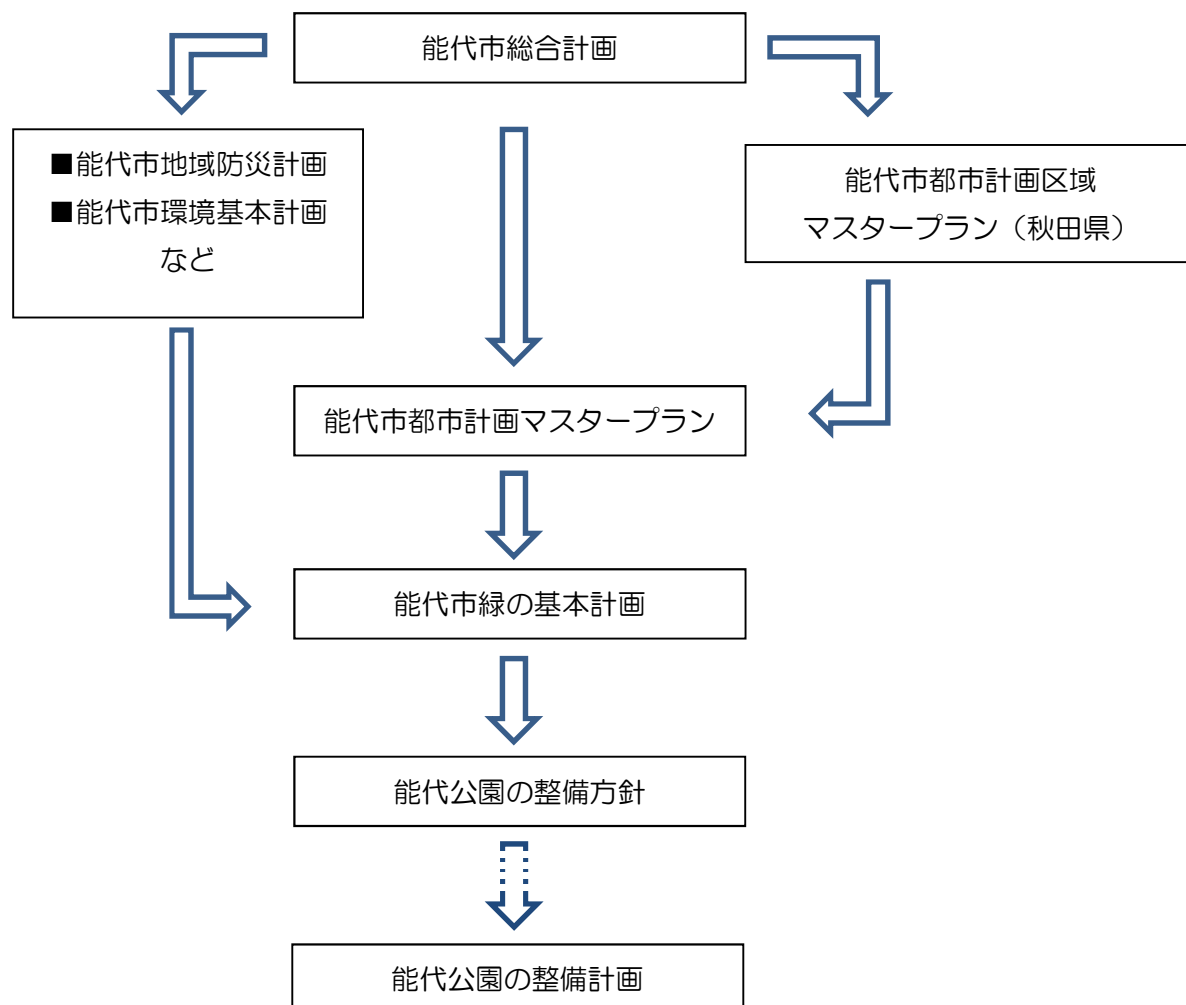 能代市総合計画
■能代市地域防災計画
■能代市環境基本計画
など
能代市都市計画区域
マスタープラン（秋田県）
能代市都市計画マスタープラン
能代市緑の基本計画
能代公園の整備方針
能代公園の整備計画